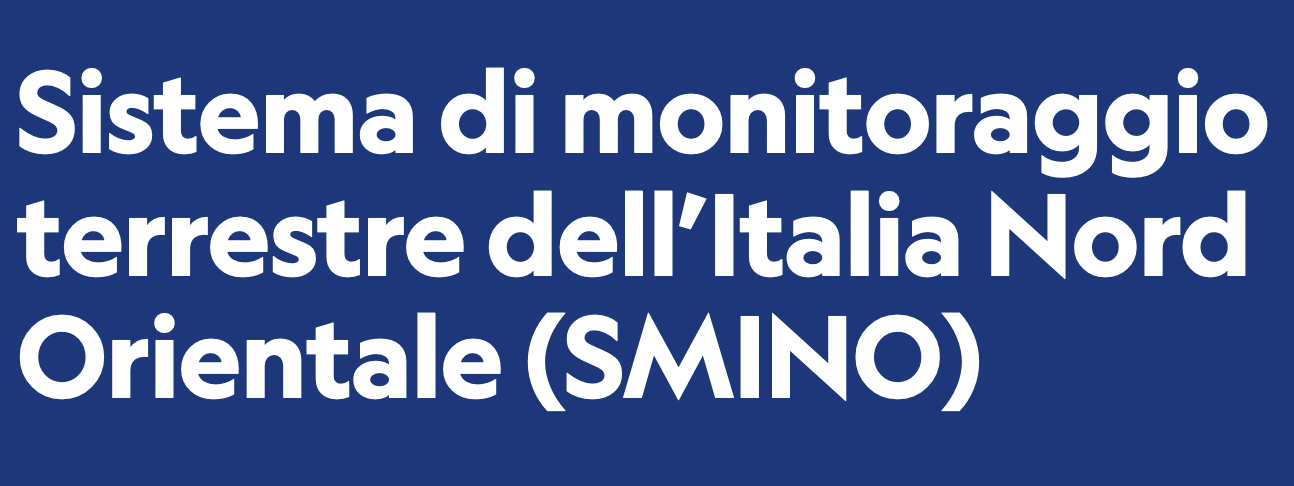 Sistema di monitoraggio
terrestre dell’Italia Nord
Orientale (SMINO)